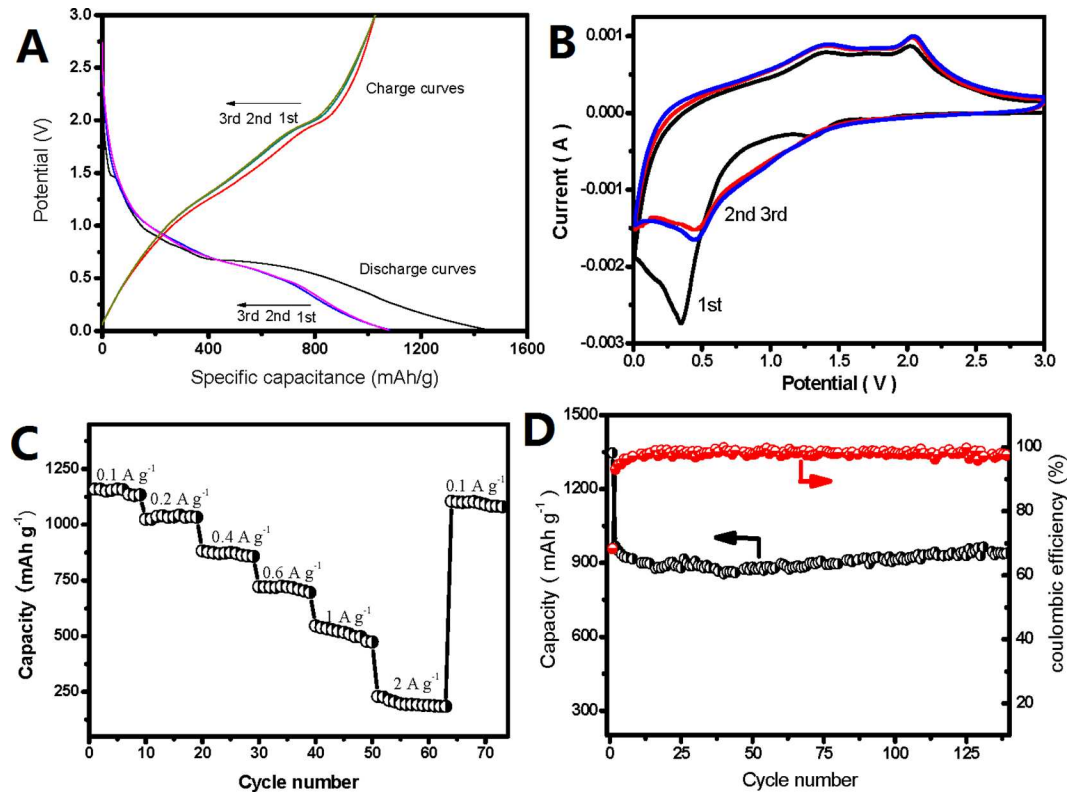 A
3.0
2.5
2.0
1.5
1.0
0.5
0.0
Potential (V)
Charge curves
3rd 2nd 1st
Discharge curves
3rd 2nd 1st
0 400 800 1200 1600
Specific capacitance (mAh/g)
B
0.001
0.000
-0.001
-0.002
-0.003
Current ( A )
2nd 3rd
1st
0.0 0.5 1.0 1.5 2.0 2.5 3.0
Potential ( V )
C
1250
1000
750
500
250
Capacity (mAh g-1)
0.1 A g-1
0.2 A g-1
0.4 A g-1
0.6 A g-1
1 A g-1
2 A g-1
0.1 A g-1
0 10 20 30 40 50 60 70
Cycle number
D
1500
1200
900
600
300
Capacity ( mAh g-1)
100
80
60
40
20
coulombic efficiency (%)
0 25 50 75 100 125
Cycle number